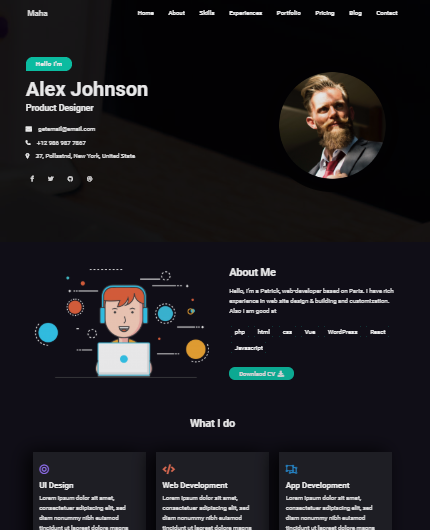 Maha
Home About Skills Experiences Portfolio Pricing Blog Contact
Hello I'm
Alex Johnson
Product Designer
gatemail@email.com
+12 986 987 7867
37, Pollsstnd, New York, United State
About Me
Hello, I'm a Patrick, web-developer based on Paris. I have rich
experience in web site design & building and customization.
Also I am good at
php html css Vue WordPress React
Javascript
Download CV
What I do
UI Design
Lorem ipsum dolor sit amet,
consectetuer adipiscing elit, sed
diam nonummy nibh euismod
tincidunt ut laoreet dolore magna
Web Development
Lorem ipsum dolor sit amet,
consectetuer adipiscing elit, sed
diam nonummy nibh euismod
tincidunt ut laoreet dolore magna
App Development
Lorem ipsum dolor sit amet,
consectetuer adipiscing elit, sed
diam nonummy nibh euismod
tincidunt ut laoreet dolore magna